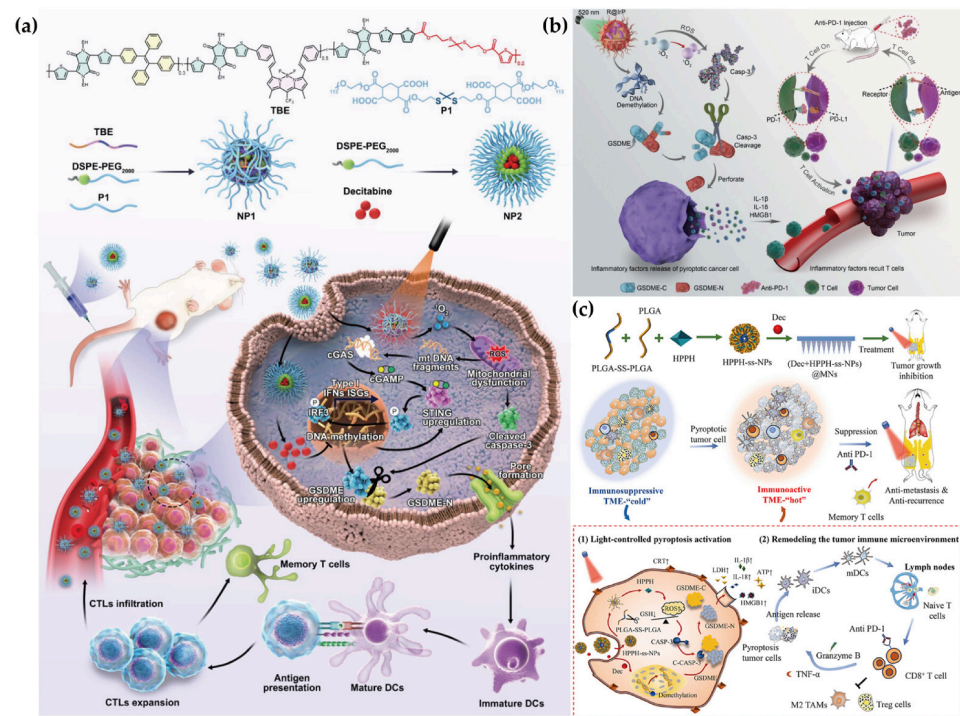 (a)
EH
EH
EH
TBE
P1
TBE
DSPE-PEG2000
P1
NP1
DSPE-PEG2000
Decitabine
NP2
cGAS
mt DNA
fragments
ROS
Mitochondrial
dysfunction
cGAMP
Type I
IFNs ISGs
P
IRF3
P
STING
upregulation
DNA methylation
Cleaved
caspase-3
Pore
formation
GSDME
upregulation
GSDME-N
Proinflammatory
cytokines
Memory T cells
CTLs infiltration
CTLs expansion
Antigen
presentation
Mature DCs
Immature DCs
(b)
520 nm
R@IrP
ROS
³O₂
¹O₂
Casp-3
DNA
Demethylation
GSDME
Casp-3
Cleavage
Perforate
IL-1β
IL-18
HMGB1
Inflammatory factors release of pyroptotic cancer cell
Anti-PD-1 Injection
T Cell On
T Cell Off
Receptor
Antigen
PD-1
PD-L1
T Cell Activation
Tumor
Inflammatory factors recuit T cells
GSDME-C
GSDME-N
Anti-PD-1
T Cell
Tumor Cell
(c)
PLGA
Dec
PLGA-SS-PLGA
HPPH
HPPH-ss-NPs
(Dec+HPPH-ss-NPs)
@MNs
Treatment
Tumor growth
inhibition
Pyroptotic
tumor cell
Suppression
Anti PD-1
Immunosuppressive
TME-“cold”
Immunoactive
TME-“hot”
Memory T cells
Anti-metastasis &
Anti-recurrence
(1) Light-controlled pyroptosis activation
CRT↑
LDH↑
IL-1β↑
IL-18↑
ATP↑
HMGB1↑
HPPH
GSH↓
ROS
PLGA-SS-PLGA
HPPH-ss-NPs
Dec
CASP-3
C-CASP-3
GSDME-C
GSDME-N
GSDME
Demethylation
(2) Remodeling the tumor immune microenvironment
mDCs
iDCs
Lymph nodes
Naive T
cells
Antigen release
Pyroptosis
tumor cells
Anti PD-1
Granzyme B
TNF-α
CD8⁺ T cell
M2 TAMs
Treg cells